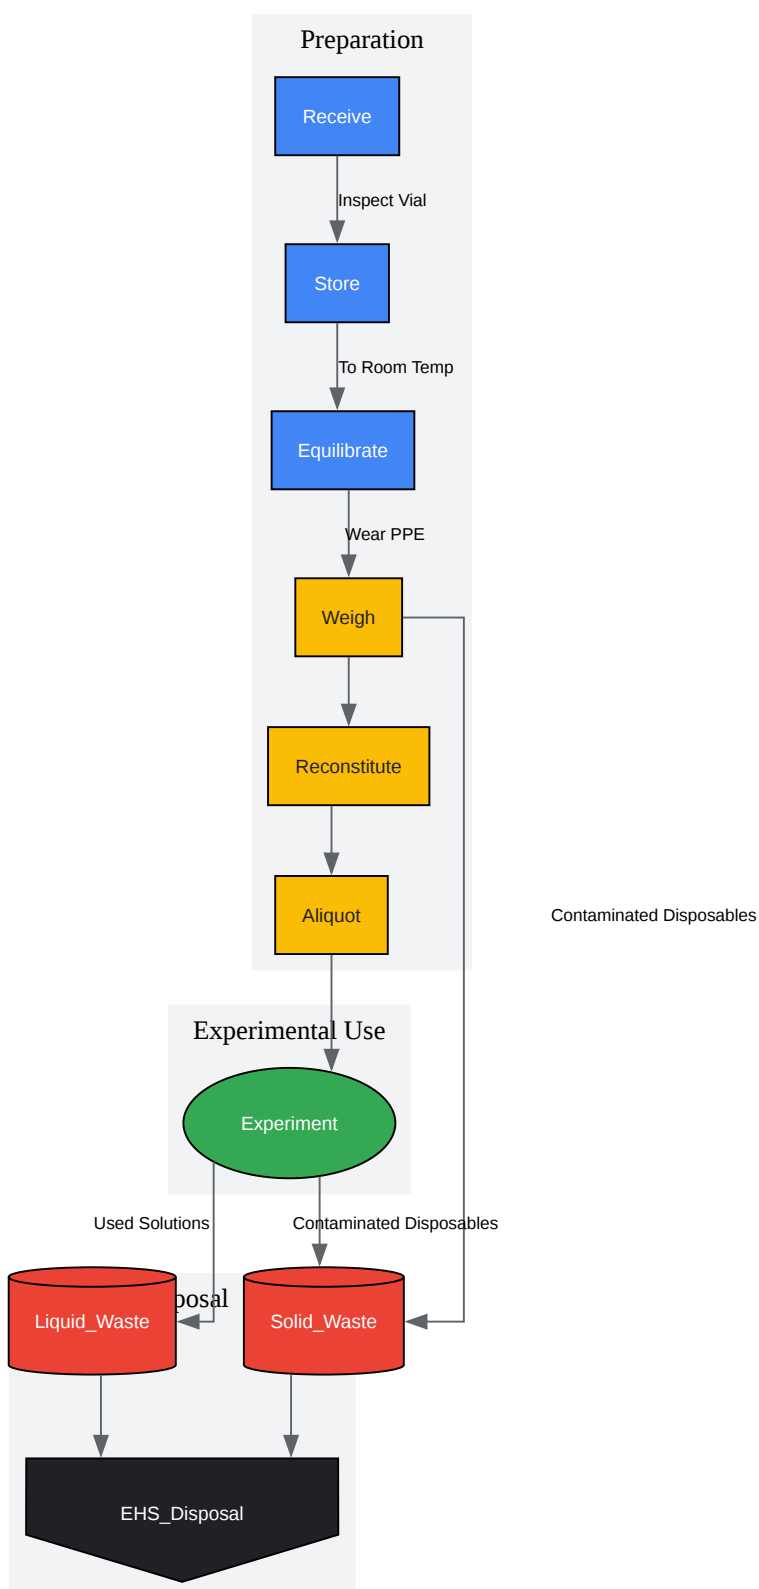 Preparation
Receive
Inspect Vial
Store
To Room Temp
Equilibrate
Wear PPE
Weigh
Reconstitute
Aliquot
Contaminated Disposables
Experimental Use
Experiment
Used Solutions
Contaminated Disposables
Liquid_Waste
Solid_Waste
EHS_Disposal